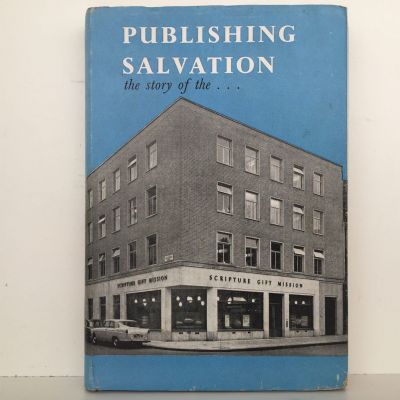 PUBLISHING
SALVATION
the story of the . . .
SCRIPTURE GIFT MISSION
SCRIPTURE GIFT MISSION